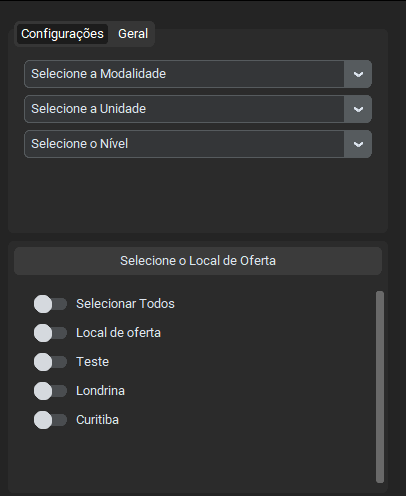 Configurações Geral
Selecione a Modalidade
Selecione a Unidade
Selecione o Nível
Selecione o Local de Oferta
Selecionar Todos
Local de oferta
Teste
Londrina
Curitiba